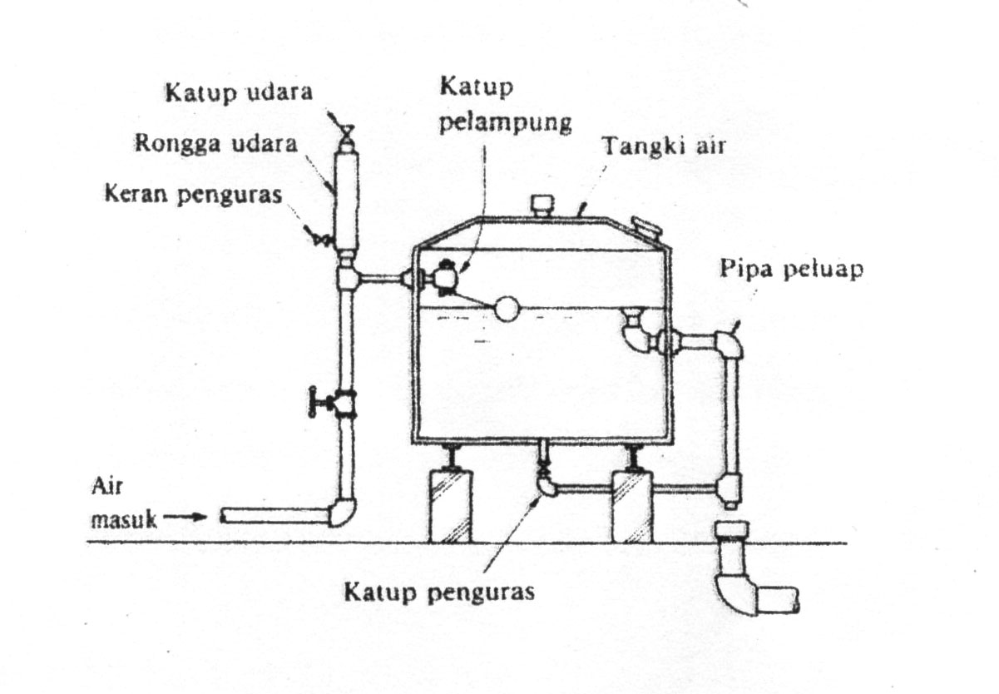 Katup udara
Rongga udara
Keran penguras
Katup
pelampung
Tangki air
Pipa peluap
Air
masuk
Katup penguras